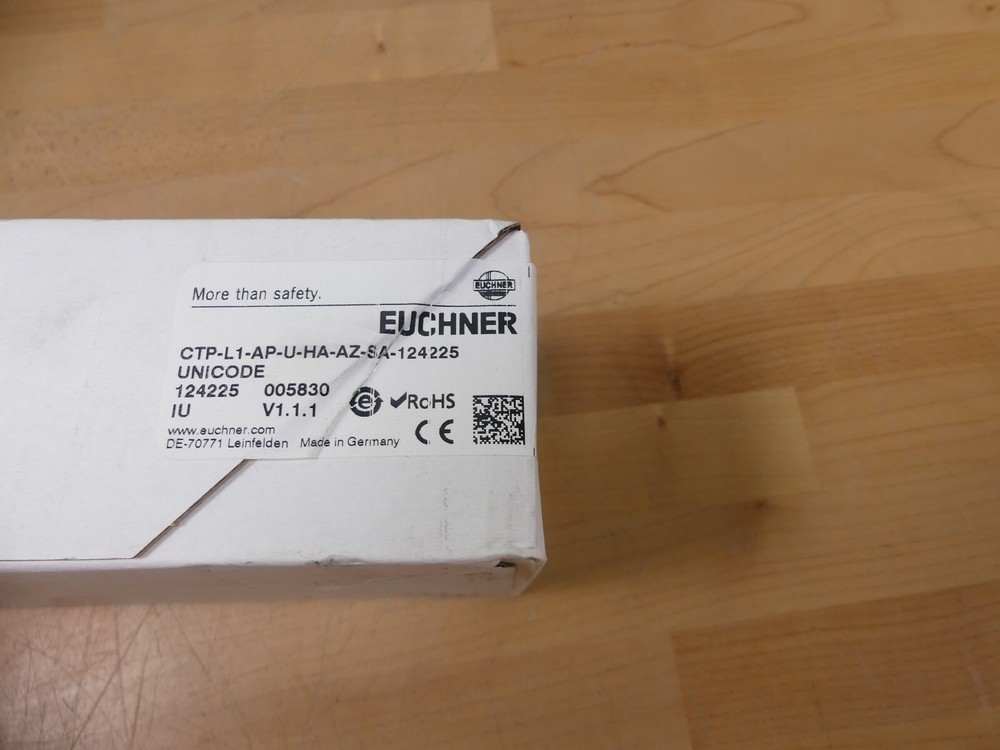 More than safety.
EUCHNER
EUCHNER
CTP-L1-AP-U-HA-AZ-SA-124225
UNICODE
124225 005830
IU V1.1.1
e
RoHS
www.euchner.com
DE-70771 Leinfelden Made in Germany
CE